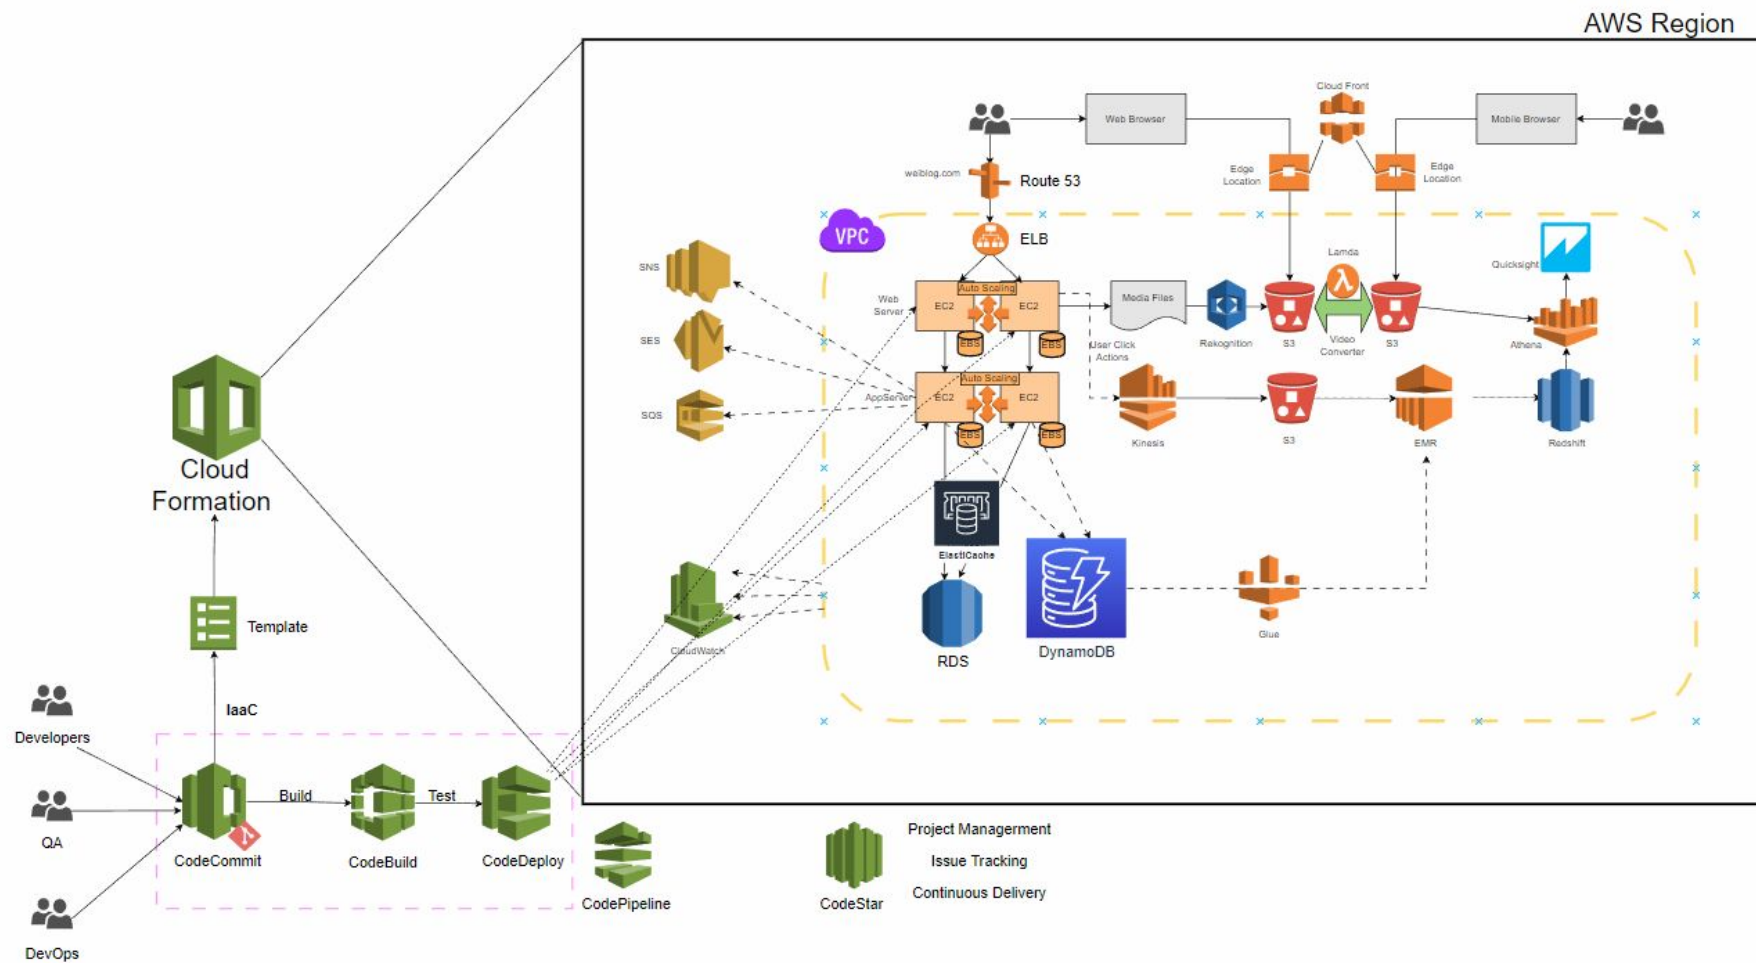 AWS Region
Cloud Front
Web Browser
Mobile Browser
Edge
Location
Edge
Location
weiblog.com
Route 53
VPC
ELB
SNS
Lamda
Quicksight
Web
Server
EC2
Auto Scaling
EC2
Media Files
EBS
EBS
SES
User Click
Actions
Rekognition
S3
Video
Converter
S3
Athena
Auto Scaling
AppServer
EC2
EC2
SQS
EBS
EBS
Kinesis
S3
EMR
Redshift
Cloud
Formation
ElastiCache
RDS
DynamoDB
Glue
CloudWatch
Template
IaaC
Developers
QA
DevOps
Build
Test
CodeCommit
CodeBuild
CodeDeploy
CodePipeline
CodeStar
Project Management
Issue Tracking
Continuous Delivery